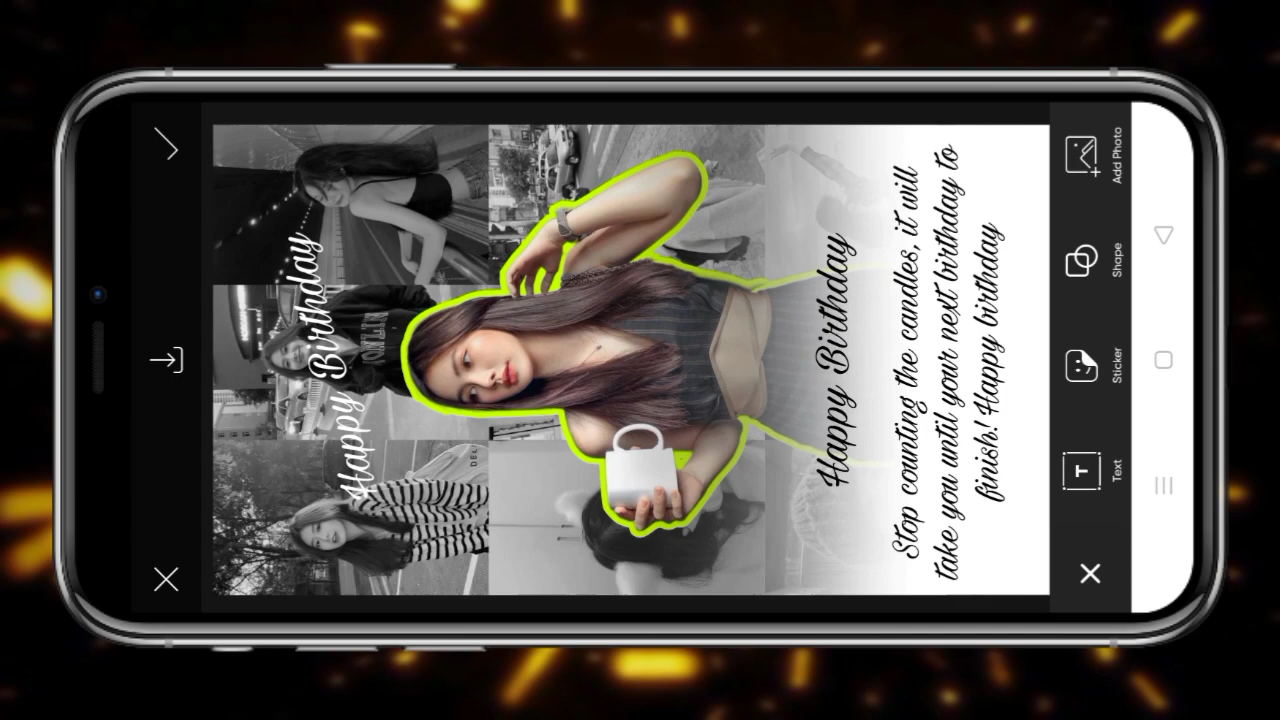 Happy Birthday
DEL
Happy Birthday
Stop counting the candles, it will
take you until your next birthday to
finish! Happy birthday
Text
Sticker
Shape
Add Photo